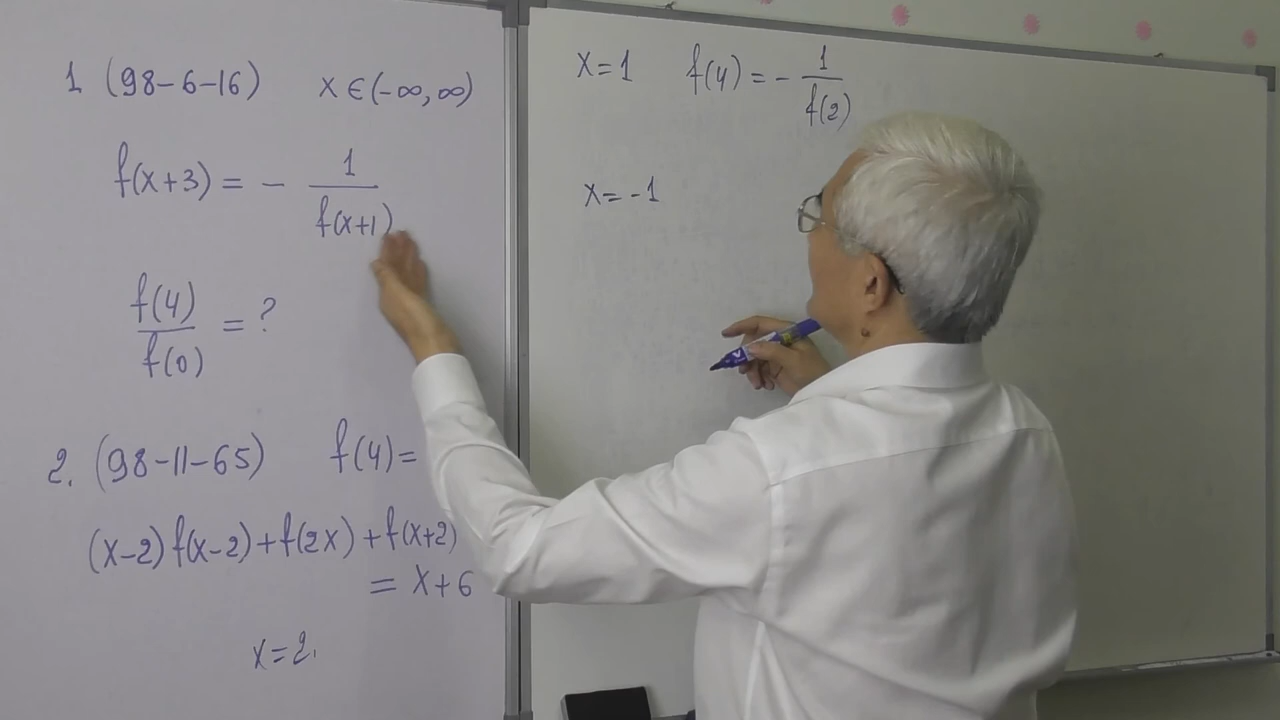 1 (98-6-16) x ∈ (-∞, ∞)
f(x+3) = - 1/f(x+1)
f(4)/f(0) = ?
2. (98-11-65) f(4) =
(x-2) f(x-2) + f(2x) + f(x+2)
= x+6
x=2.
x=1 f(4) = - 1/f(2)
x=-1